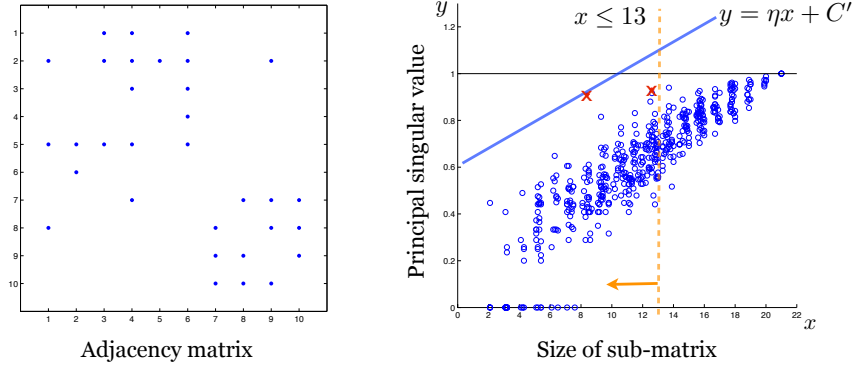 1
2
3
4
5
6
7
8
9
10
1 2 3 4 5 6 7 8 9 10
Adjacency matrix
y
x ≤ 13
y = ηx + C′
1.2
1
0.8
0.6
0.4
0.2
0
Principal singular value
0 2 4 6 8 10 12 14 16 18 20 22
x
Size of sub-matrix